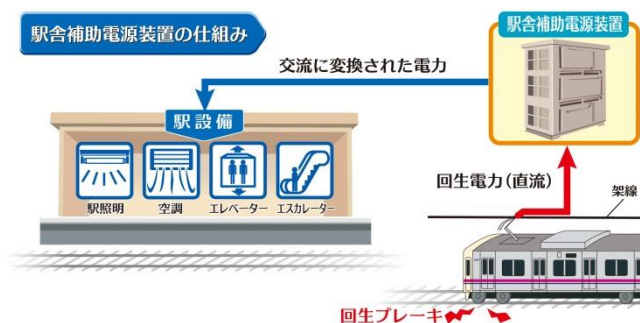 駅舎補助電源装置の仕組み
駅舎補助電源装置
交流に変換された電力
駅設備
駅照明
空調
エレベーター
エスカレーター
回生電力(直流)
架線
回生ブレーキ